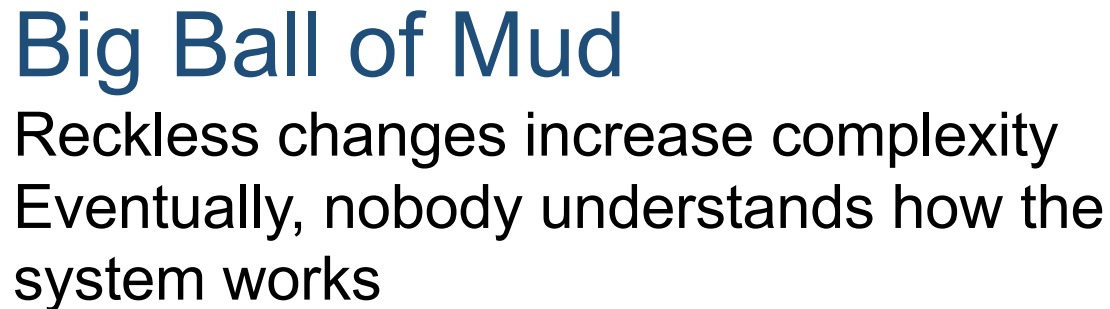 Big Ball of Mud
Reckless changes increase complexity
Eventually, nobody understands how the
system works